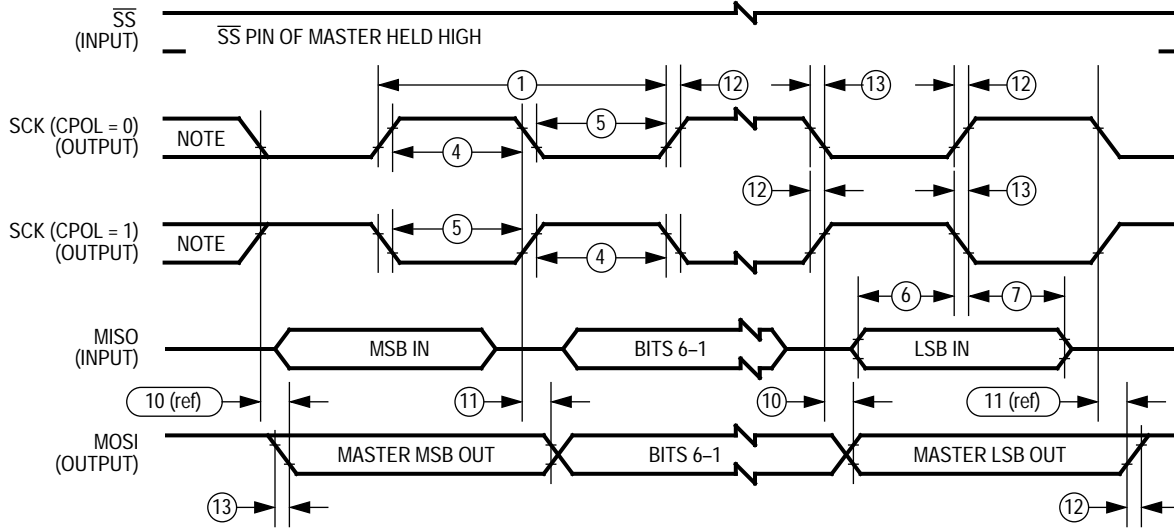 SS
(INPUT)
SS PIN OF MASTER HELD HIGH
1
12
13
12
SCK (CPOL = 0)
(OUTPUT)
NOTE
5
4
12
13
SCK (CPOL = 1)
(OUTPUT)
NOTE
5
4
6
7
MISO
(INPUT)
MSB IN
BITS 6–1
LSB IN
10 (ref)
11
10
11 (ref)
MOSI
(OUTPUT)
MASTER MSB OUT
BITS 6–1
MASTER LSB OUT
13
12